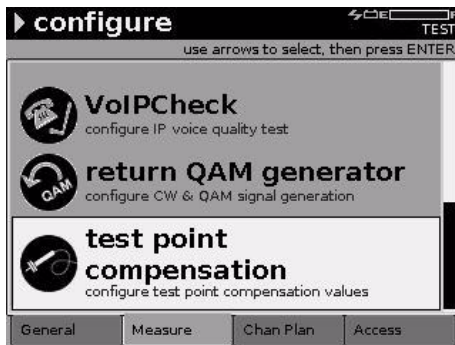 configure
E F
TEST
use arrows to select, then press ENTER
VoIPCheck
configure IP voice quality test
return QAM generator
QAM
configure CW & QAM signal generation
test point
compensation
configure test point compensation values
General Measure Chan Plan Access